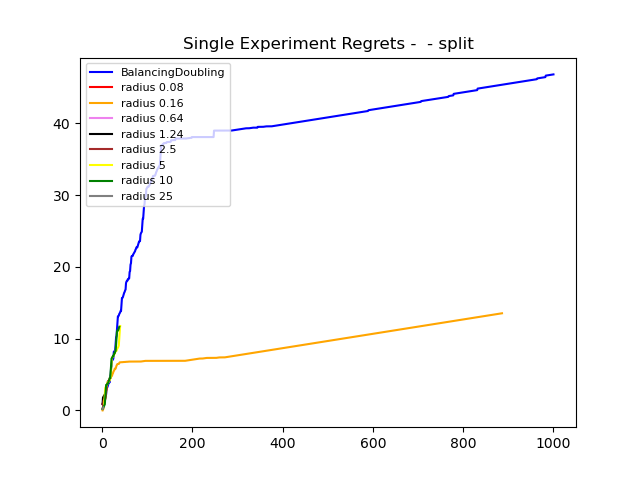 Single Experiment Regrets -  - split
BalancingDoubling
radius 0.08
radius 0.16
radius 0.64
radius 1.24
radius 2.5
radius 5
radius 10
radius 25
40
30
20
10
0
0 200 400 600 800 1000